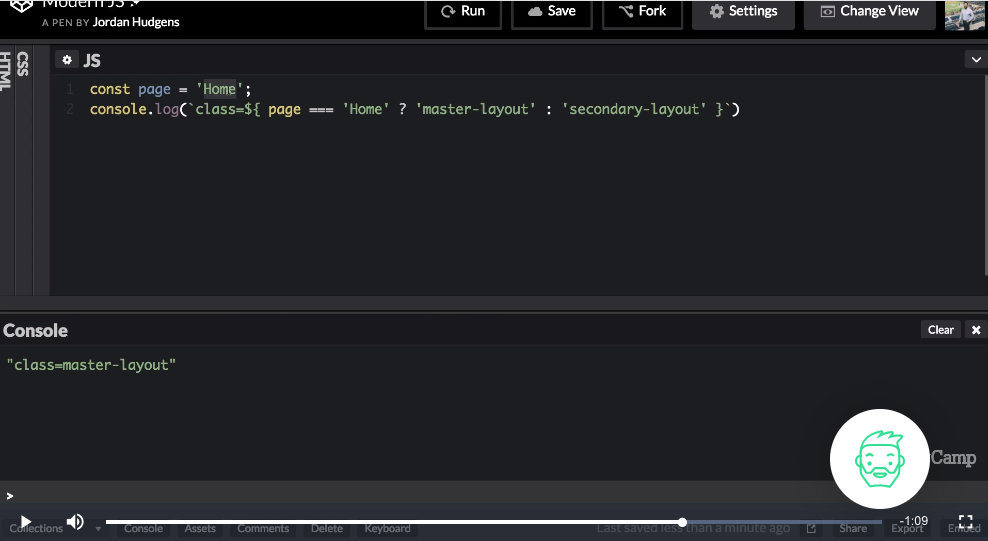 Modern JS
A PEN BY Jordan Hudgens
Run
Save
Fork
Settings
Change View
HTML
CSS
JS
1 const page = 'Home';
2 console.log(`class=${ page === 'Home' ? 'master-layout' : 'secondary-layout' }`)
Console
Clear
"class=master-layout"
Camp
>
Collections
Console
Assets
Comments
Delete
Keyboard
Last saved less than a minute ago
Share
Export
Embed
-1:09